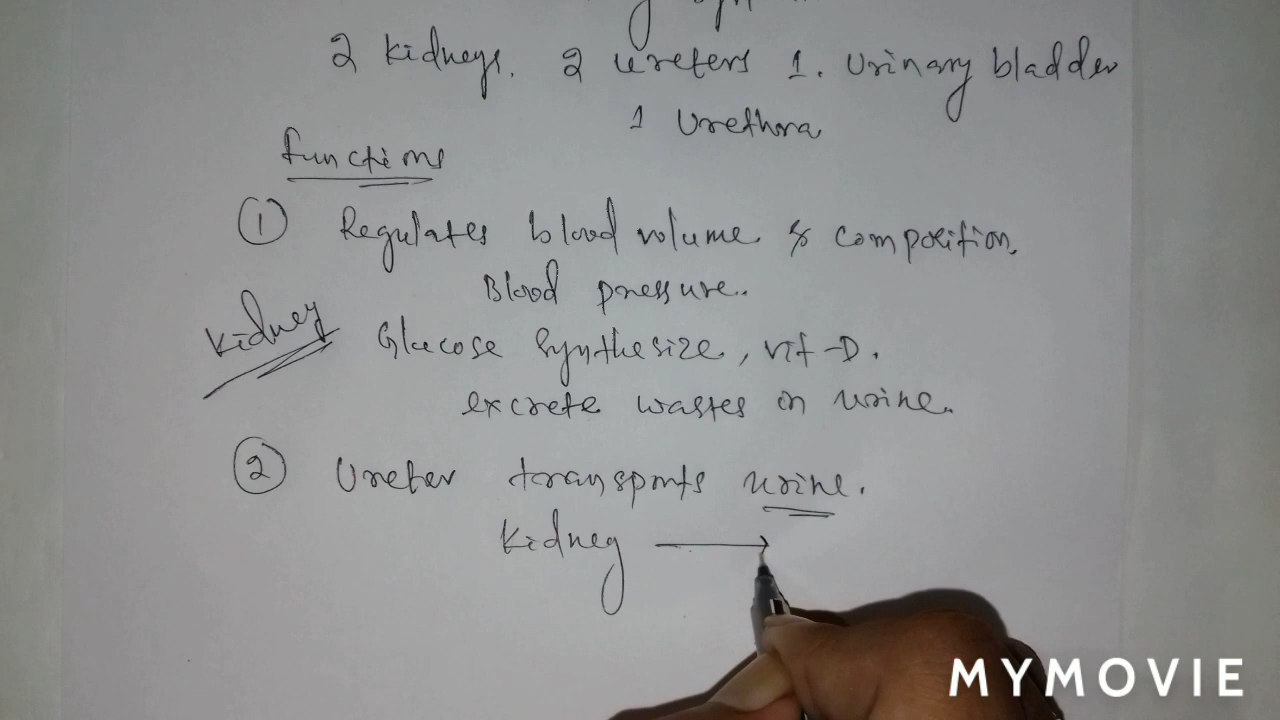 2 kidneys. 2 ureters 1. Urinary bladder
1 Urethra
functions
① Regulates blood volume & composition.
Blood pressure..
Kidney
Glucose synthesize, vit-D.
excrete wastes in urine.
② Ureter transports urine.
Kidney →
MYMOVIE